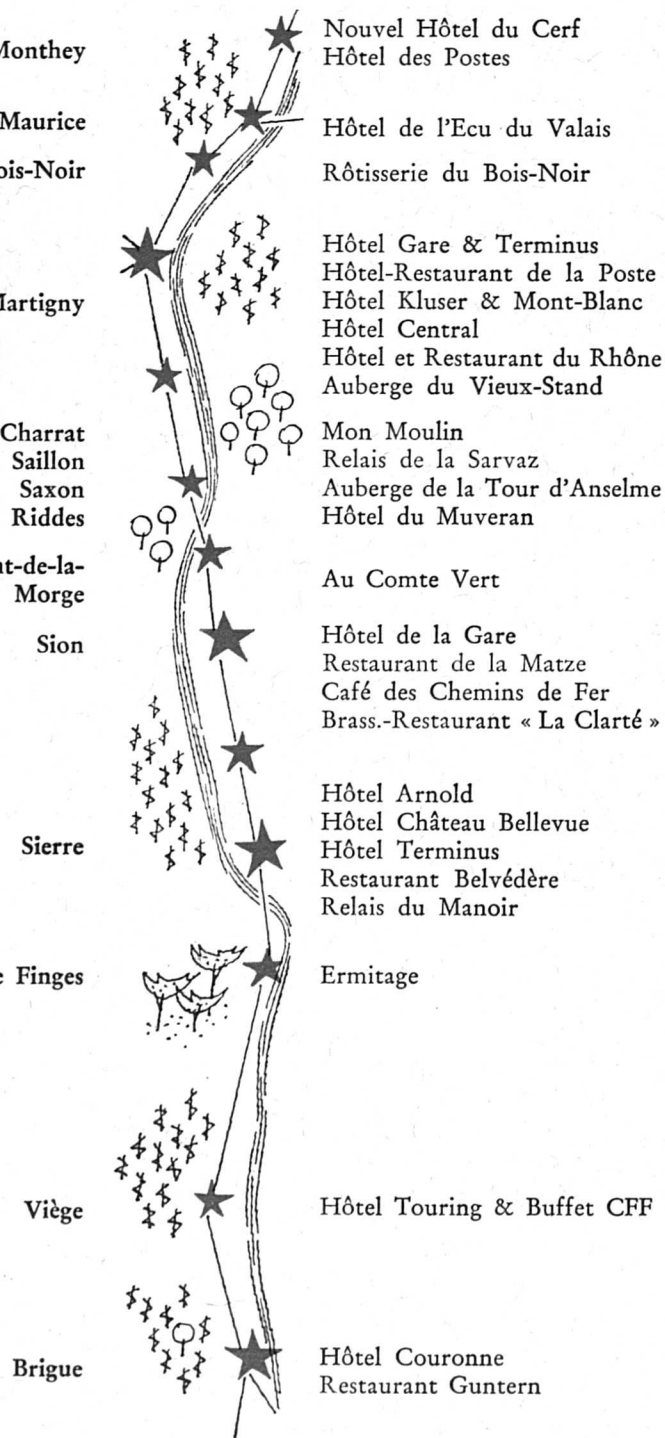 Monthey
Nouvel Hôtel du Cerf
Hôtel des Postes
Maurice
Hôtel de l'Ecu du Valais
ois-Noir
Rôtisserie du Bois-Noir
Martigny
Hôtel Gare & Terminus
Hôtel-Restaurant de la Poste
Hôtel Kluser & Mont-Blanc
Hôtel Central
Hôtel et Restaurant du Rhône
Auberge du Vieux-Stand
Charrat
Mon Moulin
Saillon
Relais de la Sarvaz
Saxon
Auberge de la Tour d'Anselme
Riddes
Hôtel du Muveran
nt-de-la-
Morge
Au Comte Vert
Sion
Hôtel de la Gare
Restaurant de la Matze
Café des Chemins de Fer
Brass.-Restaurant « La Clarté »
Sierre
Hôtel Arnold
Hôtel Château Bellevue
Hôtel Terminus
Restaurant Belvédère
Relais du Manoir
e Finges
Ermitage
Viège
Hôtel Touring & Buffet CFF
Brigue
Hôtel Couronne
Restaurant Guntern